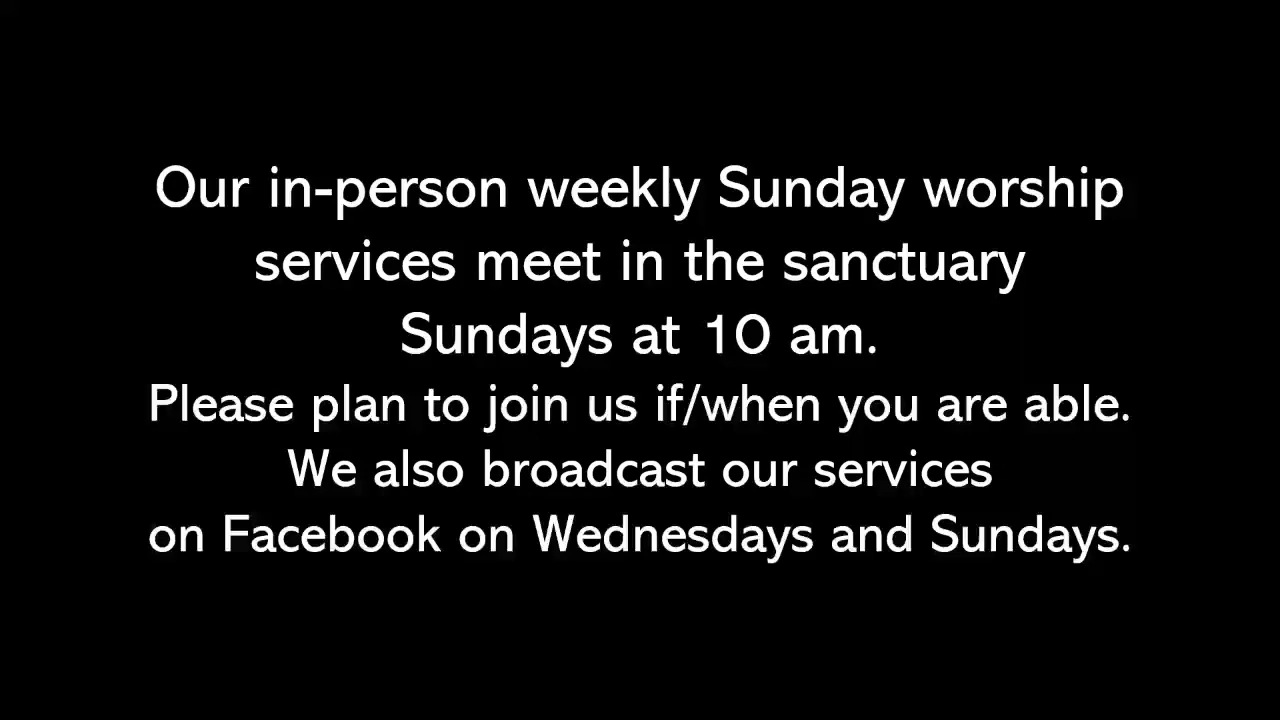 Our in-person weekly Sunday worship
services meet in the sanctuary
Sundays at 10 am.
Please plan to join us if/when you are able.
We also broadcast our services
on Facebook on Wednesdays and Sundays.